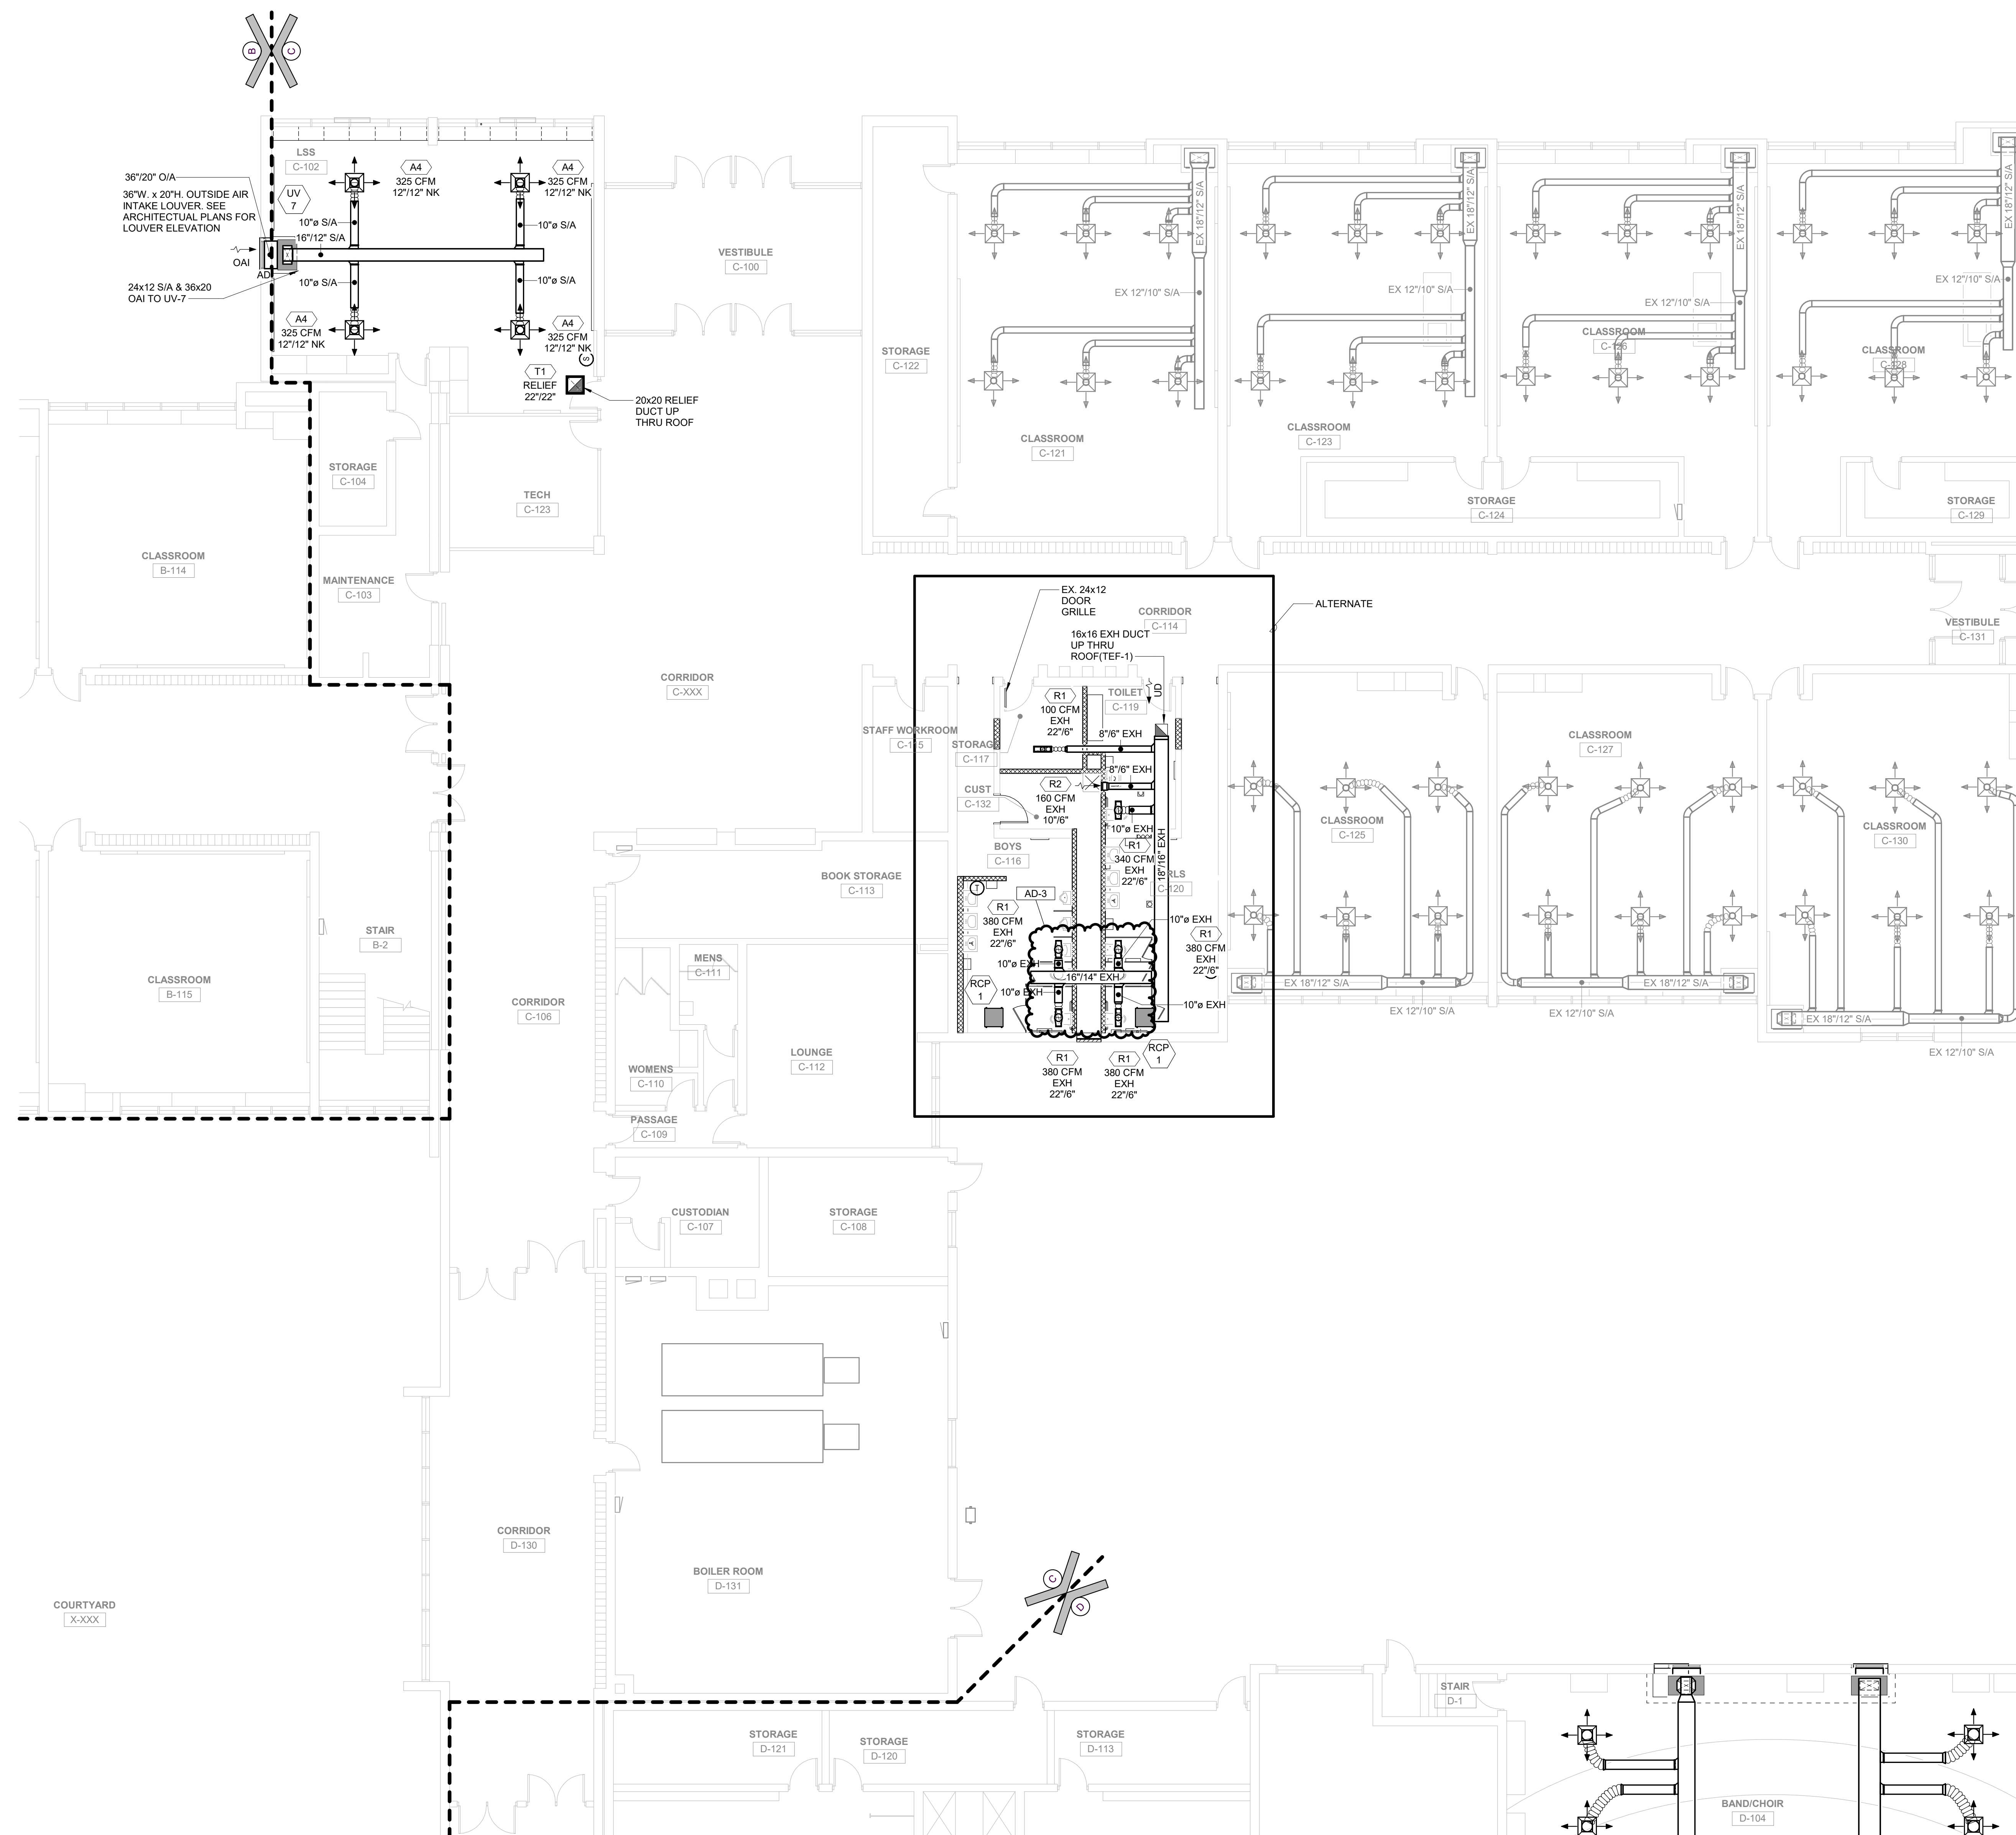 B
C
LSS
C-102
UV
7
A4
325 CFM
12"/12" NK
A4
325 CFM
12"/12" NK
36"/20" O/A
36"W. x 20"H. OUTSIDE AIR
INTAKE LOUVER. SEE
ARCHITECTUAL PLANS FOR
LOUVER ELEVATION
10"ø S/A
10"ø S/A
16"/12" S/A
OAI
AD
10"ø S/A
10"ø S/A
24x12 S/A & 36x20
OAI TO UV-7
A4
325 CFM
12"/12" NK
A4
325 CFM
12"/12" NK
S
T1
RELIEF
22"/22"
20x20 RELIEF
DUCT UP
THRU ROOF
VESTIBULE
C-100
STORAGE
C-122
EX 18"/12" S/A
EX 12"/10" S/A
CLASSROOM
C-121
EX 18"/12" S/A
EX 12"/10" S/A
CLASSROOM
C-123
EX 18"/12" S/A
EX 12"/10" S/A
CLASSROOM
C-126
EX 18"/12" S/A
EX 12"/10" S/A
CLASSROOM
C-128
STORAGE
C-124
STORAGE
C-129
STORAGE
C-104
TECH
C-123
CLASSROOM
B-114
MAINTENANCE
C-103
VESTIBULE
C-131
EX. 24x12
DOOR
GRILLE
CORRIDOR
C-114
ALTERNATE
16x16 EXH DUCT
UP THRU
ROOF(TEF-1)
UD
CORRIDOR
C-XXX
R1
100 CFM
EXH
22"/6"
TOILET
C-119
STAFF WORKROOM
C-115
STORAGE
C-117
8"/6" EXH
8"/6" EXH
R2
160 CFM
EXH
10"/6"
CUST
C-132
10"ø EXH
R1
340 CFM
EXH
22"/6"
18"/16" EXH
BOYS
C-116
C-120
T
AD-3
R1
380 CFM
EXH
22"/6"
10"ø EXH
R1
380 CFM
EXH
22"/6"
10"ø EXH
16"/14" EXH
10"ø EXH
10"ø EXH
RCP
1
RCP
1
R1
380 CFM
EXH
22"/6"
R1
380 CFM
EXH
22"/6"
CLASSROOM
C-125
CLASSROOM
C-127
CLASSROOM
C-130
EX 18"/12" S/A
EX 12"/10" S/A
EX 18"/12" S/A
EX 12"/10" S/A
EX 18"/12" S/A
EX 12"/10" S/A
BOOK STORAGE
C-113
STAIR
B-2
CLASSROOM
B-115
MENS
C-111
CORRIDOR
C-106
LOUNGE
C-112
WOMENS
C-110
PASSAGE
C-109
CUSTODIAN
C-107
STORAGE
C-108
CORRIDOR
D-130
BOILER ROOM
D-131
COURTYARD
X-XXX
C
D
STAIR
D-1
STORAGE
D-121
STORAGE
D-120
STORAGE
D-113
BAND/CHOIR
D-104